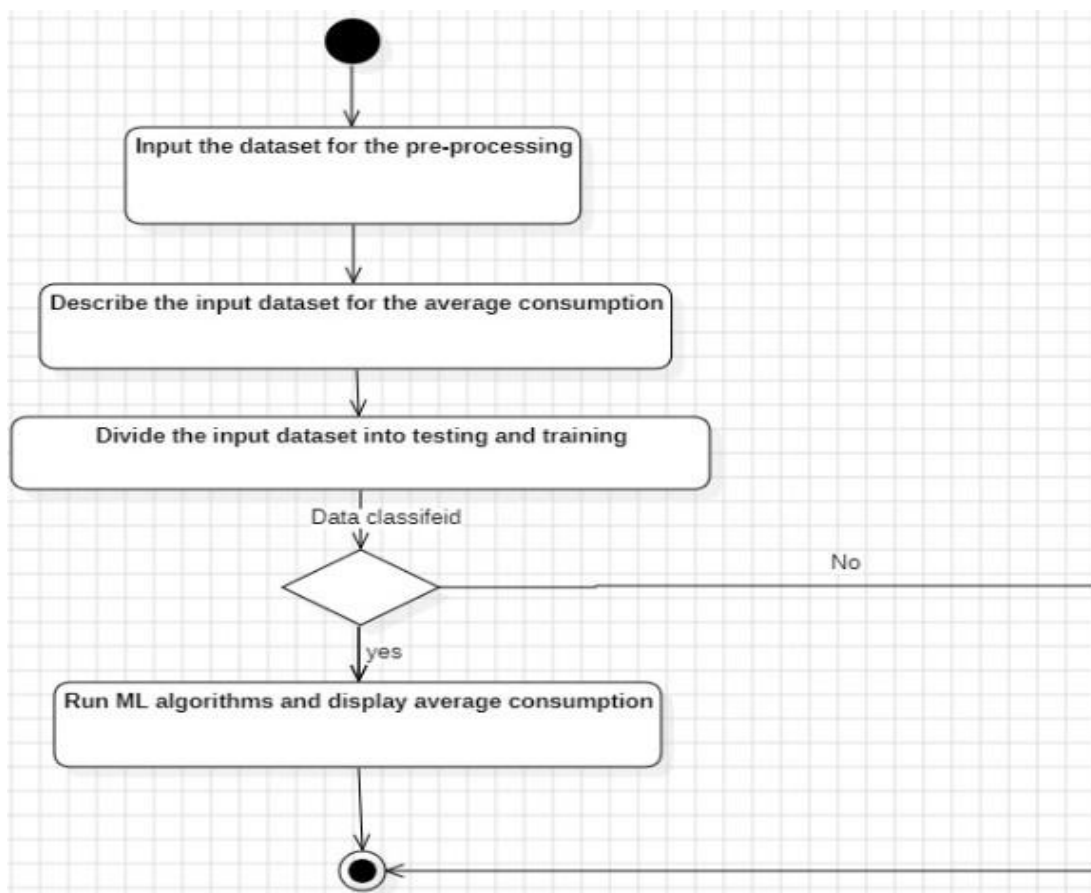 Input the dataset for the pre-processing
Describe the input dataset for the average consumption
Divide the input dataset into testing and training
Data classifeid
No
yes
Run ML algorithms and display average consumption